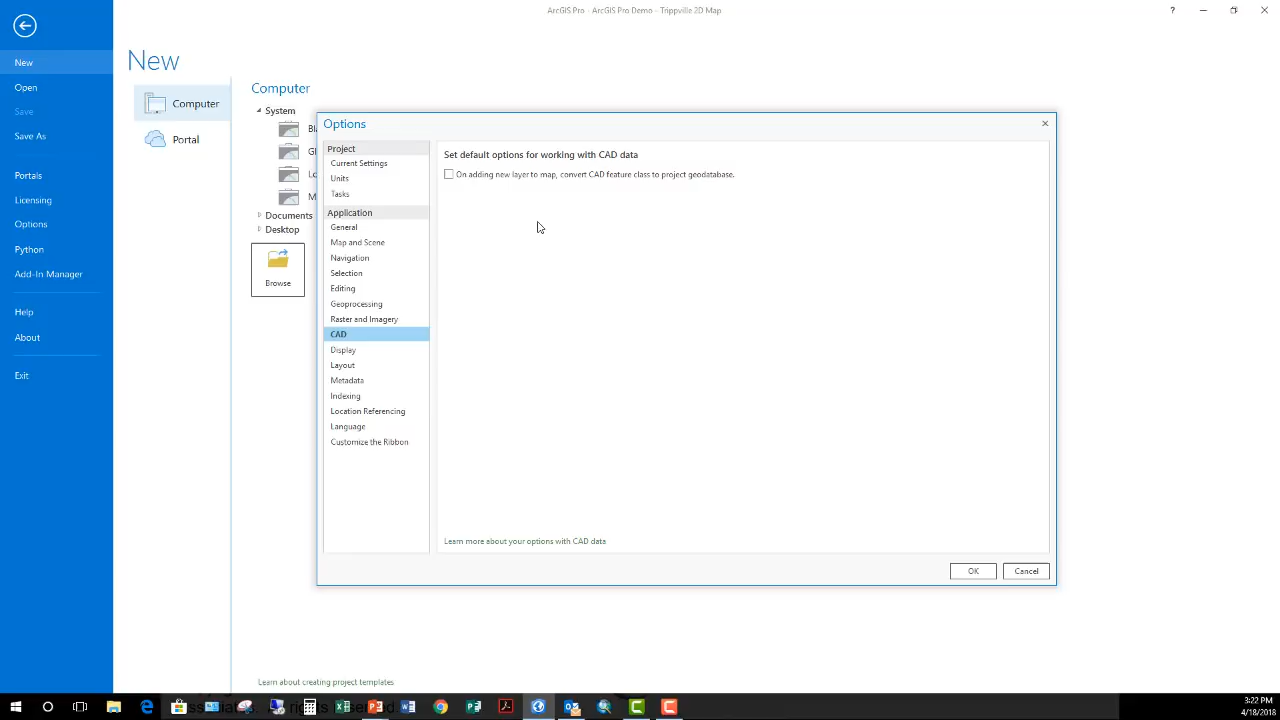 ArcGIS Pro - ArcGIS Pro Demo - Trippville 2D Map
?
New
Open
Save
Save As
Portals
Licensing
Options
Python
Add-In Manager
Help
About
Exit
New
Computer
Portal
Computer
System
Bl
Gl
Lo
M
Documents
Desktop
Browse
Learn about creating project templates
Options
Project
Current Settings
Units
Tasks
Application
General
Map and Scene
Navigation
Selection
Editing
Geoprocessing
Raster and Imagery
CAD
Display
Layout
Metadata
Indexing
Location Referencing
Language
Customize the Ribbon
Set default options for working with CAD data
On adding new layer to map, convert CAD feature class to project geodatabase.
Learn more about your options with CAD data
OK
Cancel
3:22 PM
4/18/2018